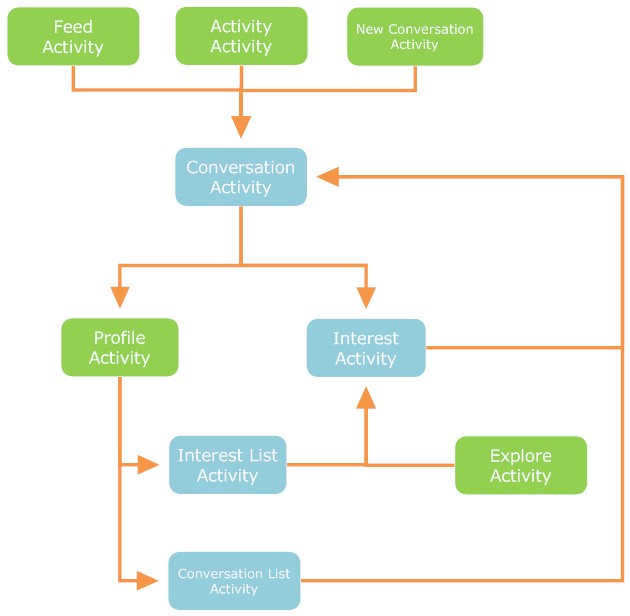 Feed
Activity
Activity
Activity
New Conversation
Activity
Conversation
Activity
Profile
Activity
Interest
Activity
Interest List
Activity
Explore
Activity
Conversation List
Activity